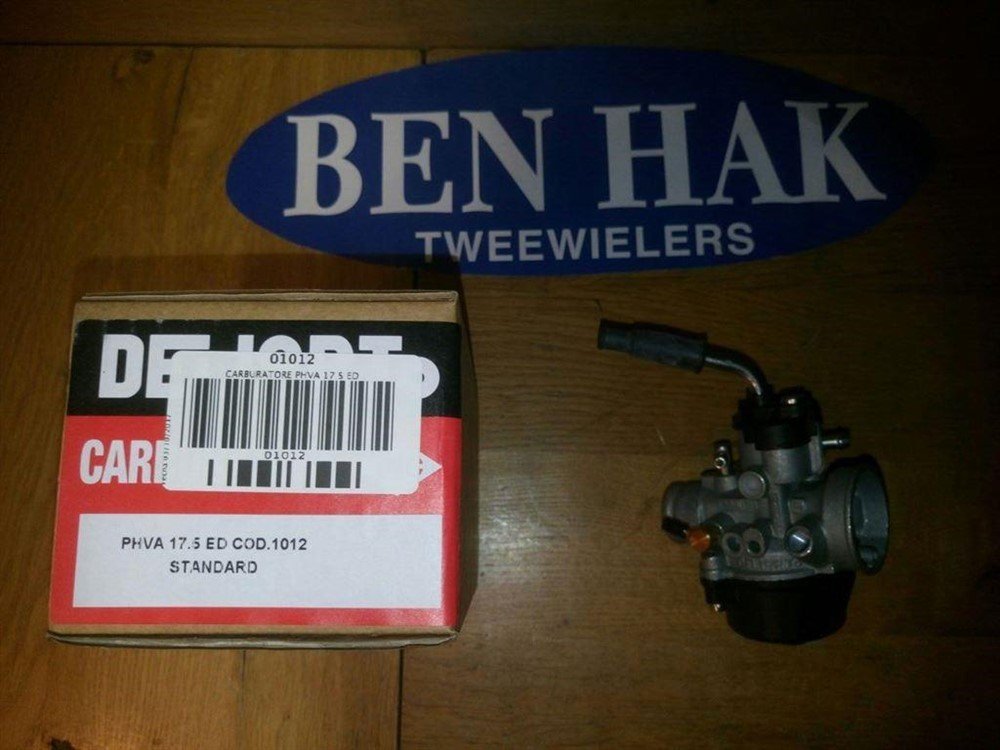 BEN HAK
TWEEWIELERS
01012
CARBURATORE PHVA 17.5 ED
01012
PHVA 17.5 ED COD.1012
STANDARD